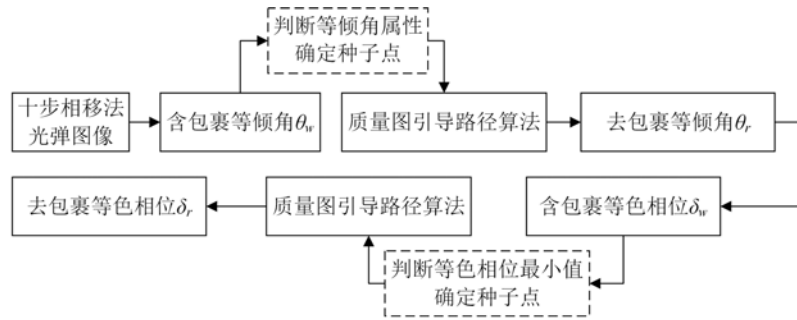 判断等倾角属性
确定种子点
十步相移法
光弹图像
含包裹等倾角θw
质量图引导路径算法
去包裹等倾角θr
去包裹等色相位δr
质量图引导路径算法
含包裹等色相位δw
判断等色相位最小值
确定种子点